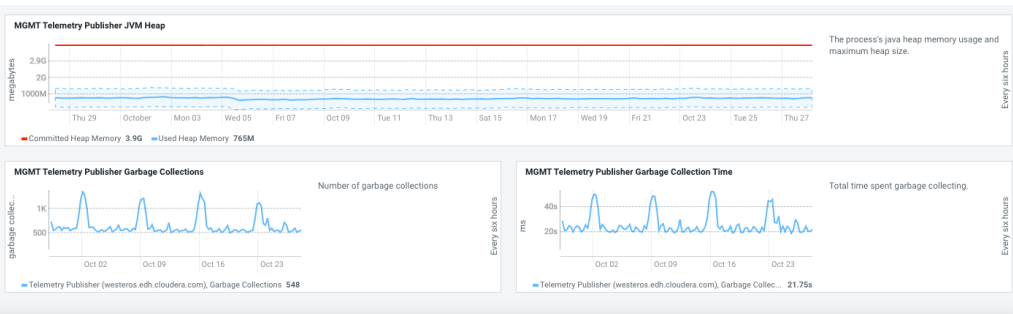 MGMT Telemetry Publisher JVM Heap
The process's java heap memory usage and
maximum heap size.
megabytes
2.9G
2G
1000M
Every six hours
Thu 29 October Mon 03 Wed 05 Fri 07 Oct 09 Tue 11 Thu 13 Sat 15 Mon 17 Wed 19 Fri 21 Oct 23 Tue 25 Thu 27
Committed Heap Memory 3.9G Used Heap Memory 765M
MGMT Telemetry Publisher Garbage Collections
Number of garbage collections
garbage collec...
1K
500
Every six hours
Oct 02 Oct 09 Oct 16 Oct 23
Telemetry Publisher (westeros.edh.cloudera.com), Garbage Collections 548
MGMT Telemetry Publisher Garbage Collection Time
Total time spent garbage collecting.
ms
40s
20s
Every six hours
Oct 02 Oct 09 Oct 16 Oct 23
Telemetry Publisher (westeros.edh.cloudera.com), Garbage Collec... 21.75s